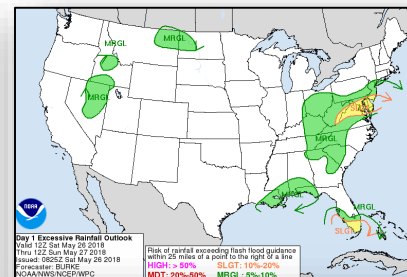 MRGL
MRGL
MRGL
SLGT
MRGL
MRGL
MRGL
SLGT
NOAA
Day 1 Excessive Rainfall Outlook
Valid 12Z Sat May 26 2018
Thru 12Z Sun May 27 2018
Issued: 0825Z Sat May 26 2018
Forecaster: BURKE
NOAA/NWS/NCEP/WPC
Risk of rainfall exceeding flash flood guidance
within 25 miles of a point to the right of a line
HIGH: > 50% SLGT: 10%-20%
MDT: 20%-50% MRGL: 5%-10%